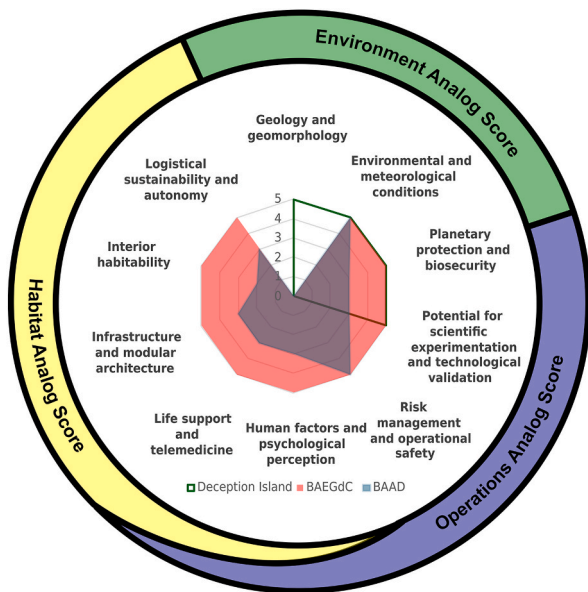 Environment Analog Score
Geology and
geomorphology
Environmental and
meteorological
conditions
Logistical
sustainability and
autonomy
Planetary
protection and
biosecurity
Interior
habitability
5
4
3
2
1
0
Potential for
scientific
experimentation
and technological
validation
Infrastructure
and modular
architecture
Risk
management
and operational
safety
Life support
and
telemedicine
Human factors and
psychological
perception
Deception Island BAEGdC BAAD
Habitat Analog Score
Operations Analog Score